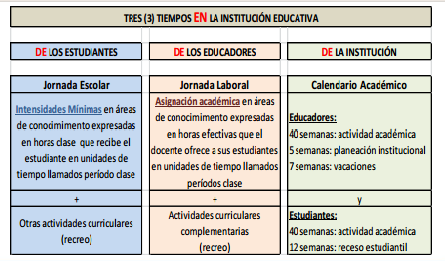 TRES (3) TIEMPOS EN LA INSTITUCIÓN EDUCATIVA
DE LOS ESTUDIANTES
DE LOS EDUCADORES
DE LA INSTITUCIÓN
Jornada Escolar
Intensidades Mínimas en áreas
de conocimimiento expresadas
en horas clase que recibe el
estudiante en unidades de
tiempo llamados período clase
+
Otras actividades curriculares
(recreo)
Jornada Laboral
Asignación académica en áreas
de conocimimiento expresadas
en horas efectivas que el
docente ofrece a sus estudiantes
en unidades de tiempo llamados
períodos clase
-
Actividades curriculares
complementarias
(recreo)
Calendario Académico
Educadores:
40 semanas: actividad académica
5 semanas: planeación institucional
7 semanas: vacaciones
y
Estudiantes:
40 semanas: actividad académica
12 semanas: receso estudiantil